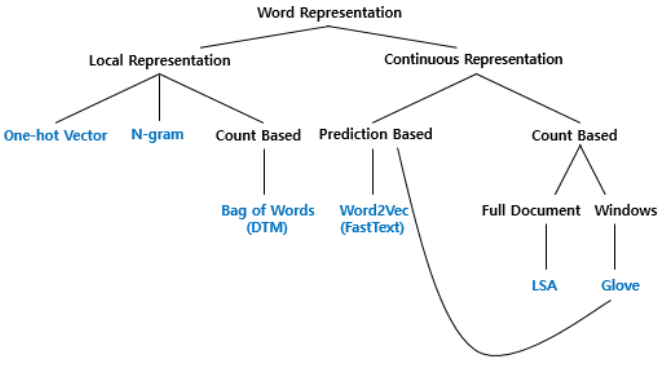 Word Representation
Local Representation
Continuous Representation
One-hot Vector
N-gram
Count Based
Prediction Based
Count Based
Bag of Words
(DTM)
Word2Vec
(FastText)
Full Document
Windows
LSA
Glove